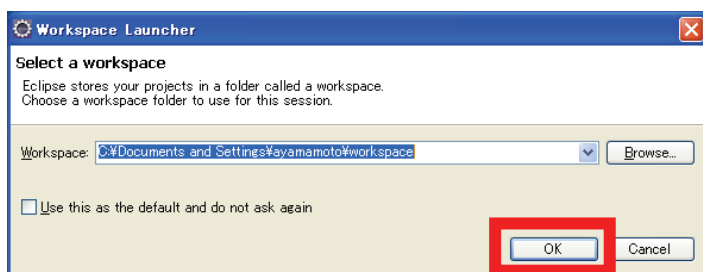 Workspace Launcher
Select a workspace
Eclipse stores your projects in a folder called a workspace.
Choose a workspace folder to use for this session.
Workspace: C:¥Documents and Settings¥ayamamoto¥workspace Browse...
Use this as the default and do not ask again
OK Cancel